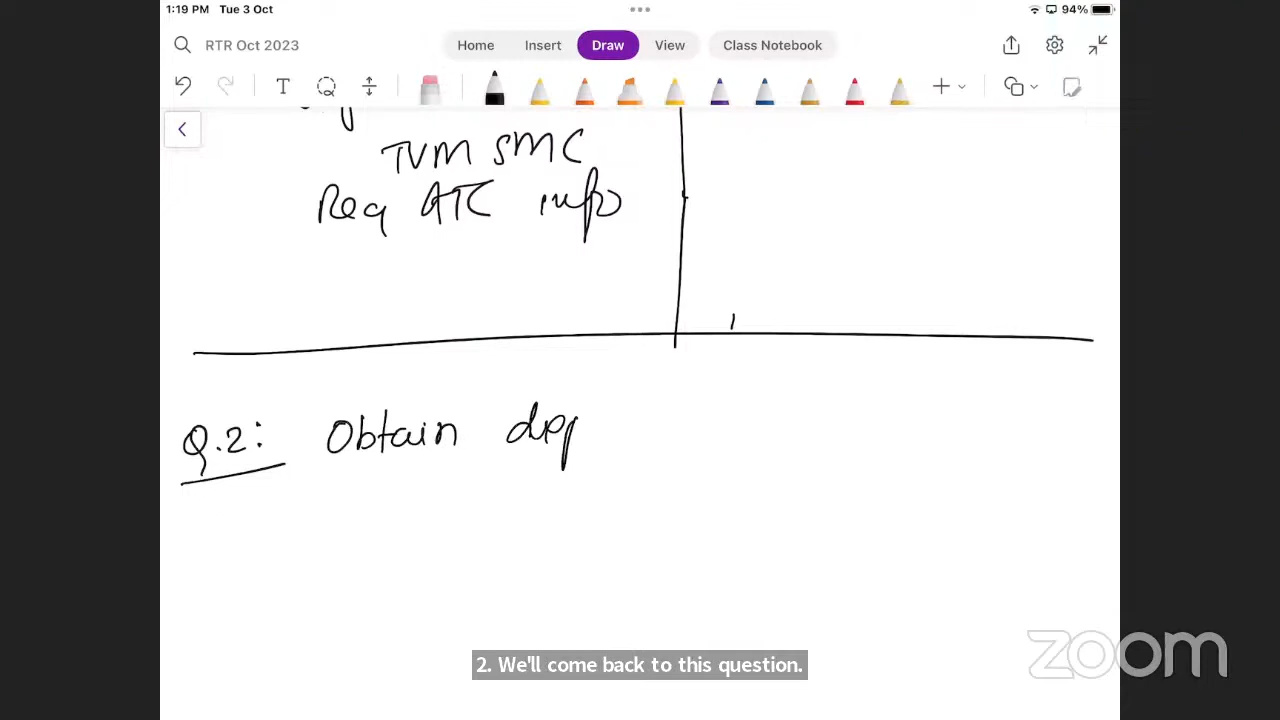 1:19 PM Tue 3 Oct
94%
RTR Oct 2023
Home Insert Draw View Class Notebook
T
TVM SMC
Req ATC info
Q.2: Obtain dep
2. We'll come back to this question.
zoom